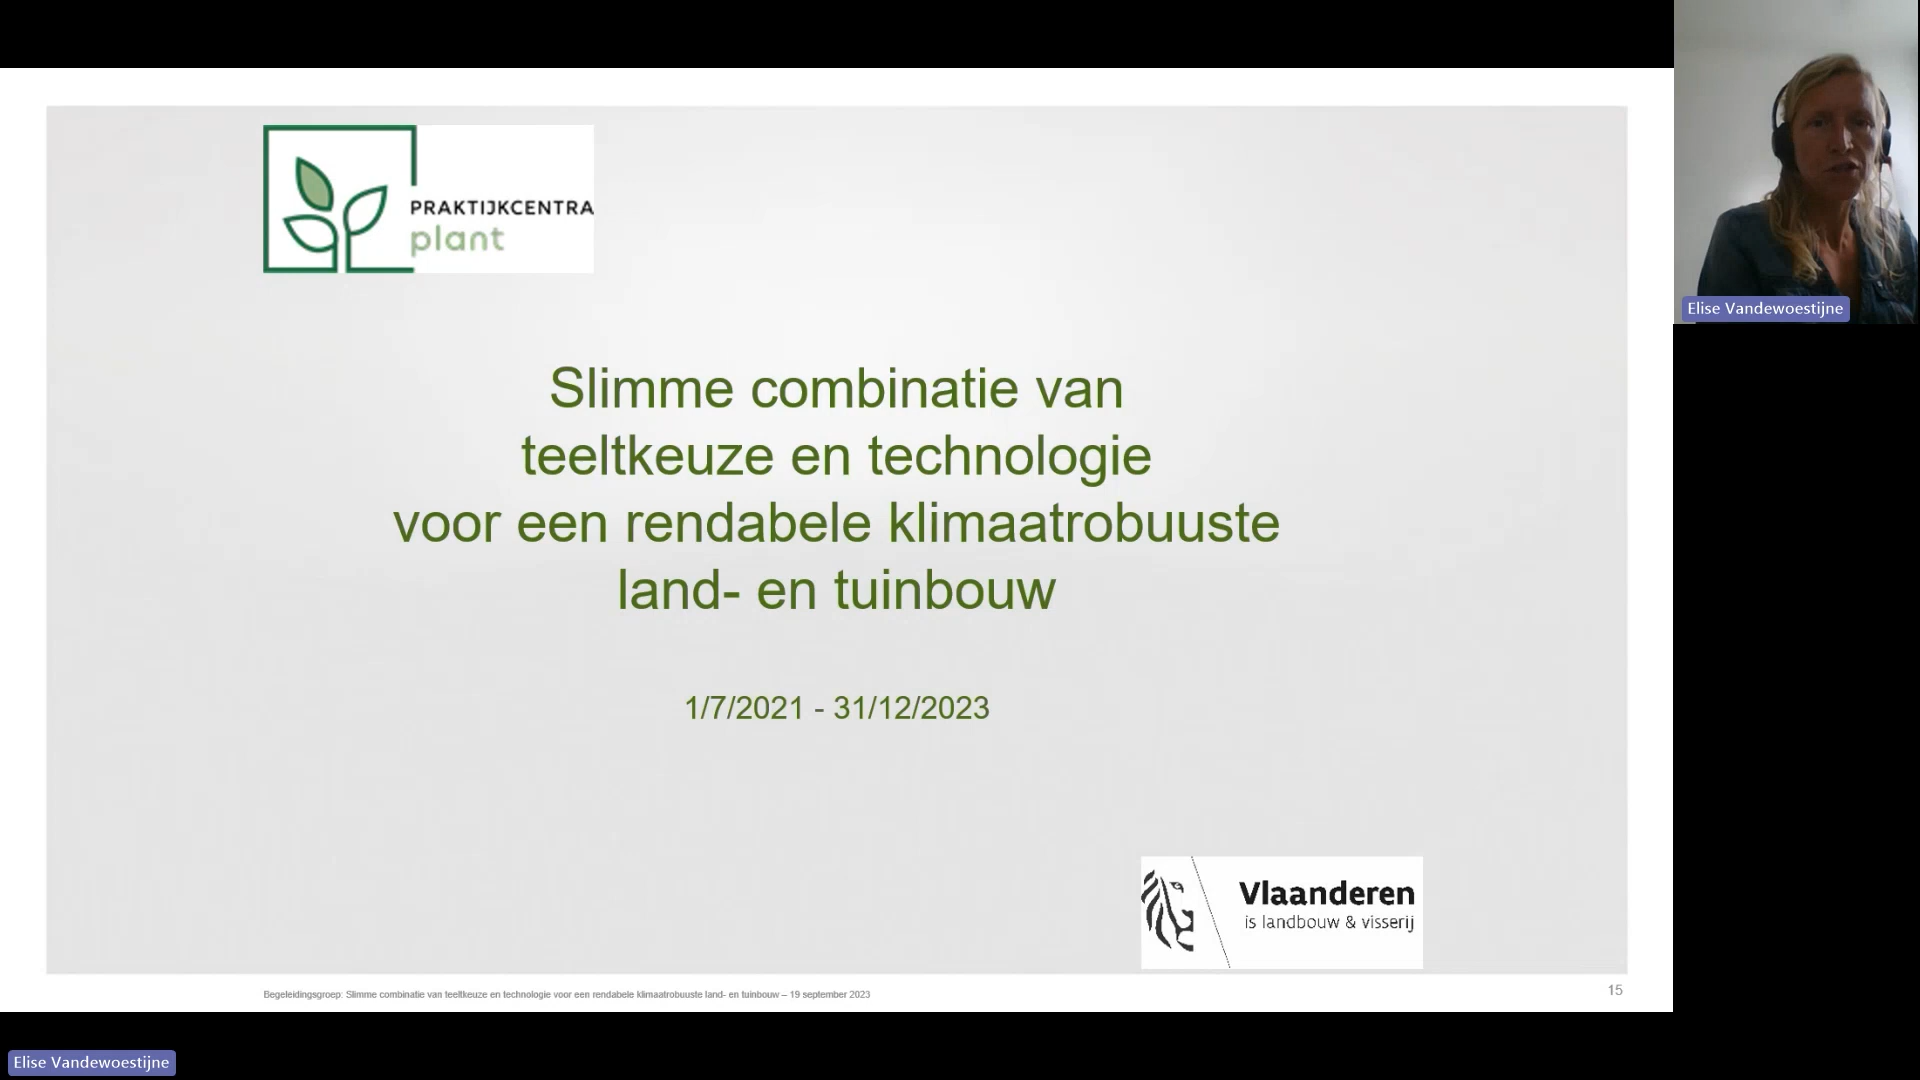 PRAKTIJKCENTRA
plant
Slimme combinatie van
teeltkeuze en technologie
voor een rendabele klimaatrobuuste
land- en tuinbouw
1/7/2021 - 31/12/2023
Vlaanderen
is landbouw & visserij
Begeleidingsgroep: Slimme combinatie van teeltkeuze en technologie voor een rendabele klimaatrobuuste land- en tuinbouw – 19 september 2023
15
Elise Vandewoestijne
Elise Vandewoestijne